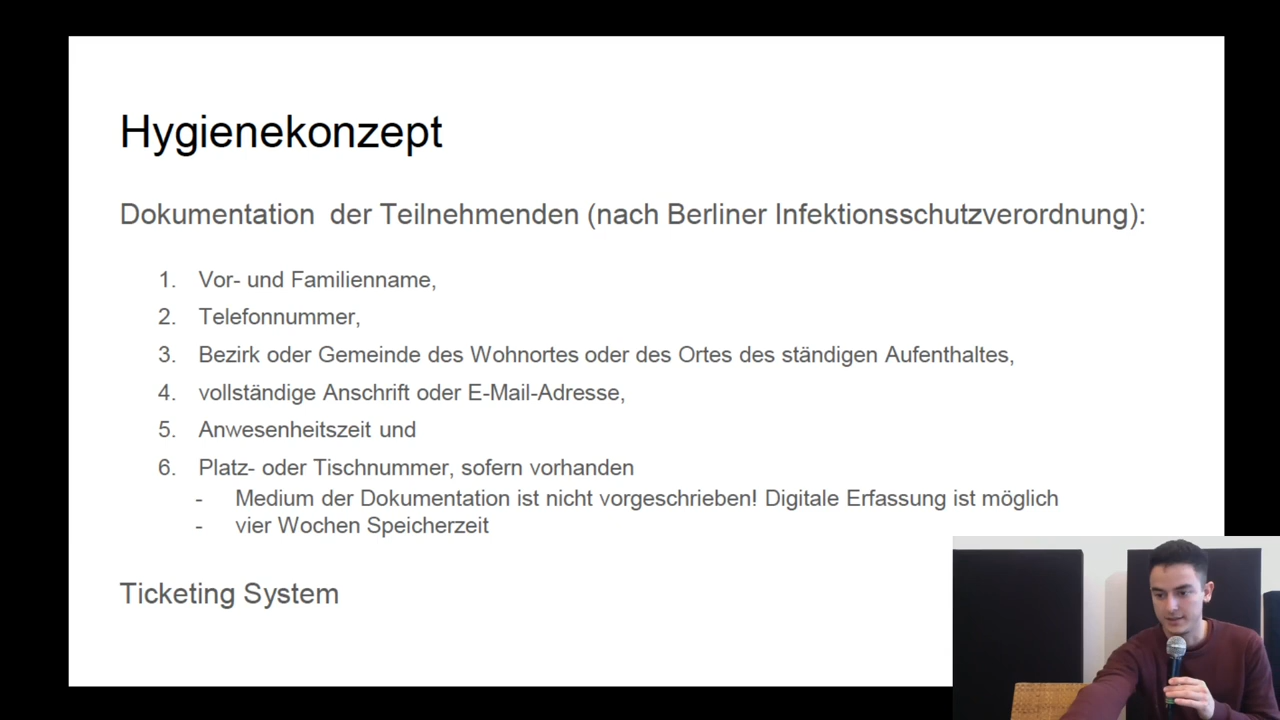 Hygienekonzept
Dokumentation der Teilnehmenden (nach Berliner Infektionsschutzverordnung):
1. Vor- und Familienname,
2. Telefonnummer,
3. Bezirk oder Gemeinde des Wohnortes oder des Ortes des ständigen Aufenthaltes,
4. vollständige Anschrift oder E-Mail-Adresse,
5. Anwesenheitszeit und
6. Platz- oder Tischnummer, sofern vorhanden
- Medium der Dokumentation ist nicht vorgeschrieben! Digitale Erfassung ist möglich
- vier Wochen Speicherzeit
Ticketing System